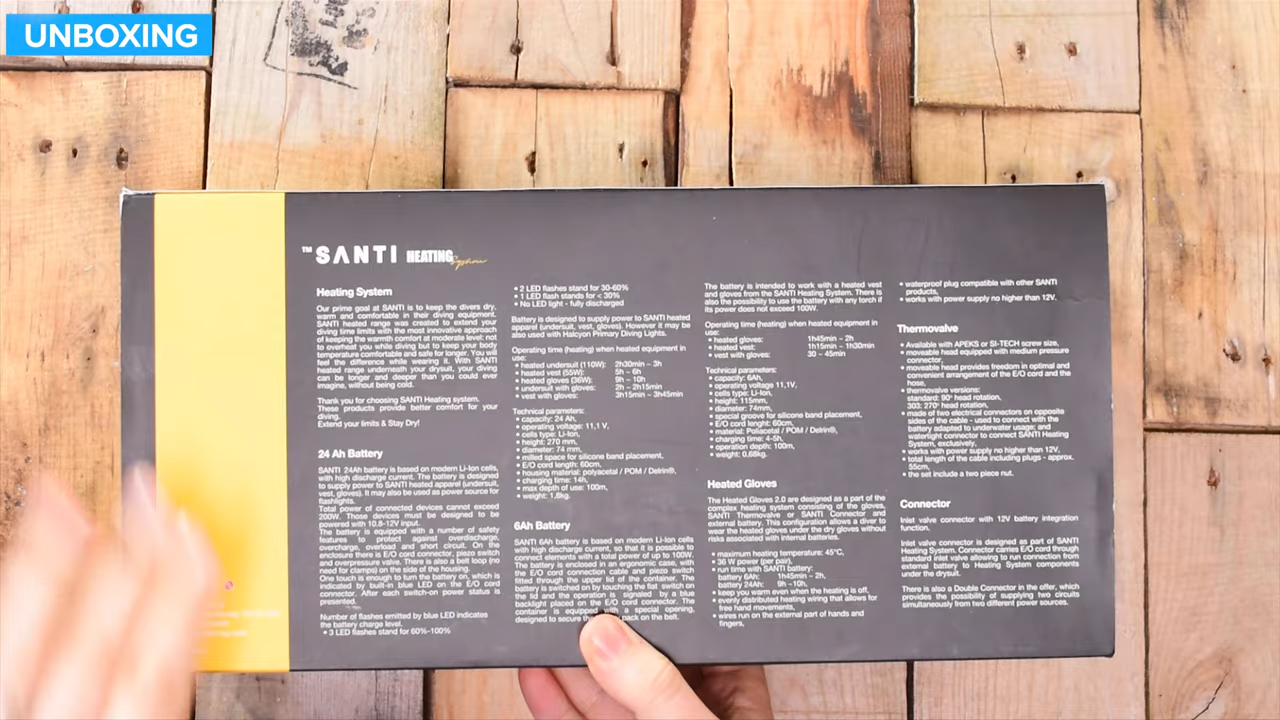 UNBOXING
™ SANTI HEATING System
Heating System
Our prime goal at SANTI is to keep the divers dry,
warm and comfortable in their diving equipment.
SANTI heated range was created to extend your
diving time limits with the most innovative approach
of keeping the warmth comfort at moderate level: not
to overheat you while diving but to keep your body
temperature comfortable and safe for longer. You will
feel the difference while wearing it. With SANTI
heated range underneath your drysuit, your diving
can be longer and deeper than you could ever
imagine, without being cold.
Thank you for choosing SANTI Heating system.
These products provide better comfort for your
diving.
Extend your limits & Stay Dry!
24 Ah Battery
SANTI 24Ah battery is based on modern Li-Ion cells,
with high discharge current. The battery is designed
to supply power to SANTI heated apparel (undersuit,
vest, gloves). It may also be used as power source for
flashlights.
Total power of connected devices cannot exceed
200W. Those devices must be designed to be
powered with 10.8-12V input.
The battery is equipped with a number of safety
features to protect against overdischarge,
overcharge, overload and short circuit. On the
enclosure there is E/O cord connector, piezo switch
and overpressure valve. There is also a belt loop (no
need for clamps) on the side of the housing.
One touch is enough to turn the battery on, which is
indicated by built-in blue LED on the E/O cord
connector. After each switch-on power status is
presented.
Number of flashes emitted by blue LED indicates
the battery charge level.
• 3 LED flashes stand for 60%-100%
• 2 LED flashes stand for 30-60%
• 1 LED flash stands for < 30%
• No LED light - fully discharged
Battery is designed to supply power to SANTI heated
apparel (undersuit, vest, gloves). However it may be
also used with Halcyon Primary Diving Lights.
Operating time (heating) when heated equipment in
use:
• heated undersuit (110W): 2h30min – 3h
• heated vest (55W): 5h – 6h
• heated gloves (36W): 9h – 10h
• undersuit with gloves: 2h – 2h15min
• vest with gloves: 3h15min – 3h45min
Technical parameters:
• capacity: 24 Ah,
• operating voltage: 11,1 V,
• cells type: Li-Ion,
• height: 270 mm,
• diameter: 74 mm,
• milled space for silicone band placement,
• E/O cord length: 60cm,
• housing material: polyacetal / POM / Delrin®,
• charging time: 14h,
• max depth of use: 100m,
• weight: 1,8kg.
6Ah Battery
SANTI 6Ah battery is based on modern Li-Ion cells
with high discharge current, so that it is possible to
connect elements with a total power of up to 100W.
The battery is enclosed in an ergonomic case, with
the E/O connection cable and piezo switch
fitted through the upper lid of the container. The
battery is switched on by touching the flat switch on
the lid and the operation is signaled by a blue
backlight placed on the E/O cord connector. The
container is equipped with a special opening,
designed to secure the pack on the belt.
The battery is intended to work with a heated vest
and gloves from the SANTI Heating System. There is
also the possibility to use the battery with any torch if
its power does not exceed 100W.
Operating time (heating) when heated equipment in
use:
• heated gloves: 1h45min – 2h
• heated vest: 1h15min – 1h30min
• vest with gloves: 30 – 45min
Technical parameters:
• capacity: 6Ah,
• operating voltage 11,1V,
• cells type: Li-Ion,
• height: 115mm,
• diameter: 74mm,
• special groove for silicone band placement,
• E/O cord length: 60cm,
• material: Poliacetal / POM / Delrin®,
• charging time: 4-5h,
• operation depth: 100m,
• weight: 0,68kg.
Heated Gloves
The Heated Gloves 2.0 are designed as a part of the
complex heating system consisting of the gloves,
SANTI Thermovalve or SANTI Connector and
external battery. This configuration allows a diver to
wear the heated gloves under the dry gloves without
risks associated with internal batteries.
• maximum heating temperature: 45°C,
• 36 W power (per pair),
• run time with SANTI battery:
battery 6Ah: 1h45min – 2h,
battery 24Ah: 9h –10h,
• keep you warm even when the heating is off,
• evenly distributed heating wiring that allows for
free hand movements,
• wires run on the external part of hands and
fingers,
• waterproof plug compatible with other SANTI
products,
• works with power supply no higher than 12V.
Thermovalve
• Available with APEKS or SI-TECH screw size,
• moveable head equipped with medium pressure
connector,
• moveable head provides freedom in optimal and
convenient arrangement of the E/O cord and the
hose,
• thermovalve versions:
standard: 90° head rotation,
303: 270° head rotation,
• made of two electrical connectors on opposite
sides of the cable - used to connect with the
battery adapted to underwater usage; and
watertight connector to connect SANTI Heating
System, exclusively,
• works with power supply no higher than 12V,
• total length of the cable including plugs - approx.
55cm,
• the set include a two piece nut.
Connector
Inlet valve connector with 12V battery integration
function.
Inlet valve connector is designed as part of SANTI
Heating System. Connector carries E/O cord through
standard inlet valve allowing to run connection from
external battery to Heating System components
under the drysuit.
There is also a Double Connector in the offer, which
provides the possibility of supplying two circuits
simultaneously from two different power sources.